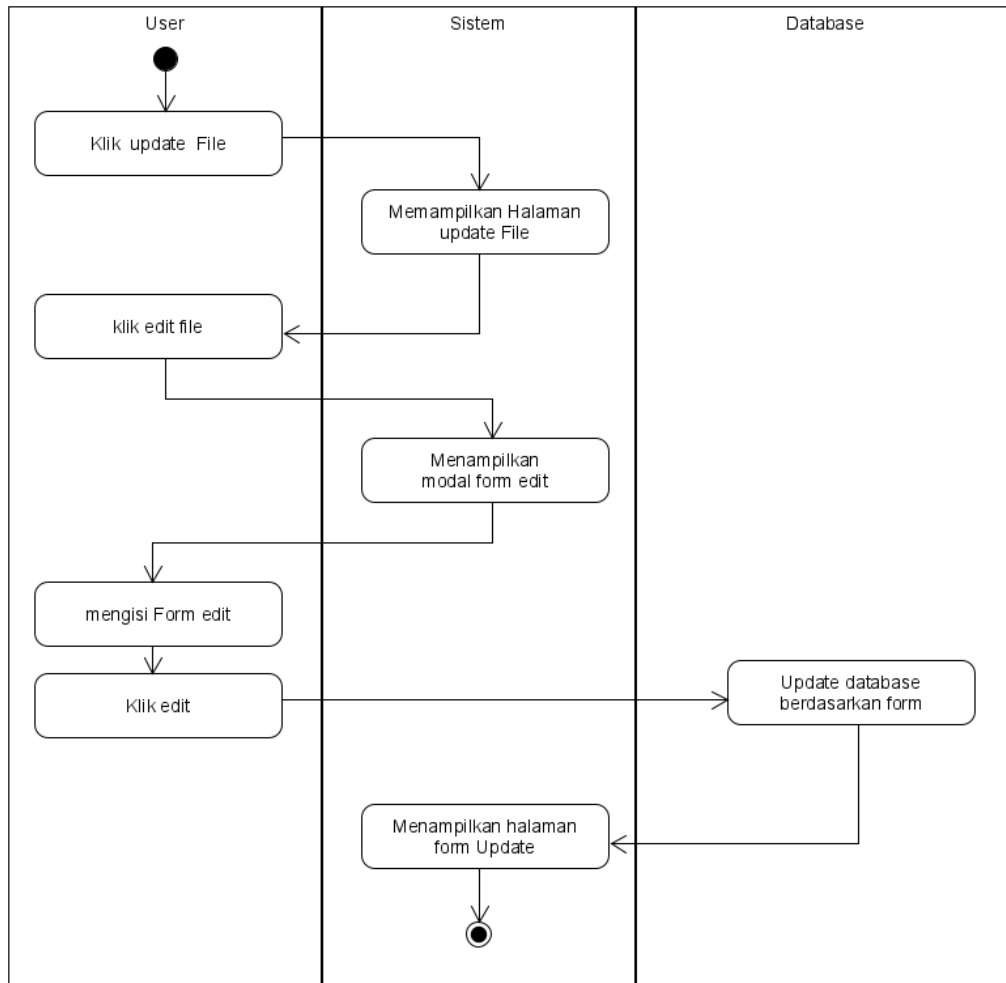 User
Sistem
Database
Klik update File
Memampilkan Halaman
update File
klik edit file
Menampilkan
modal form edit
mengisi Form edit
Klik edit
Update database
berdasarkan form
Menampilkan halaman
form Update